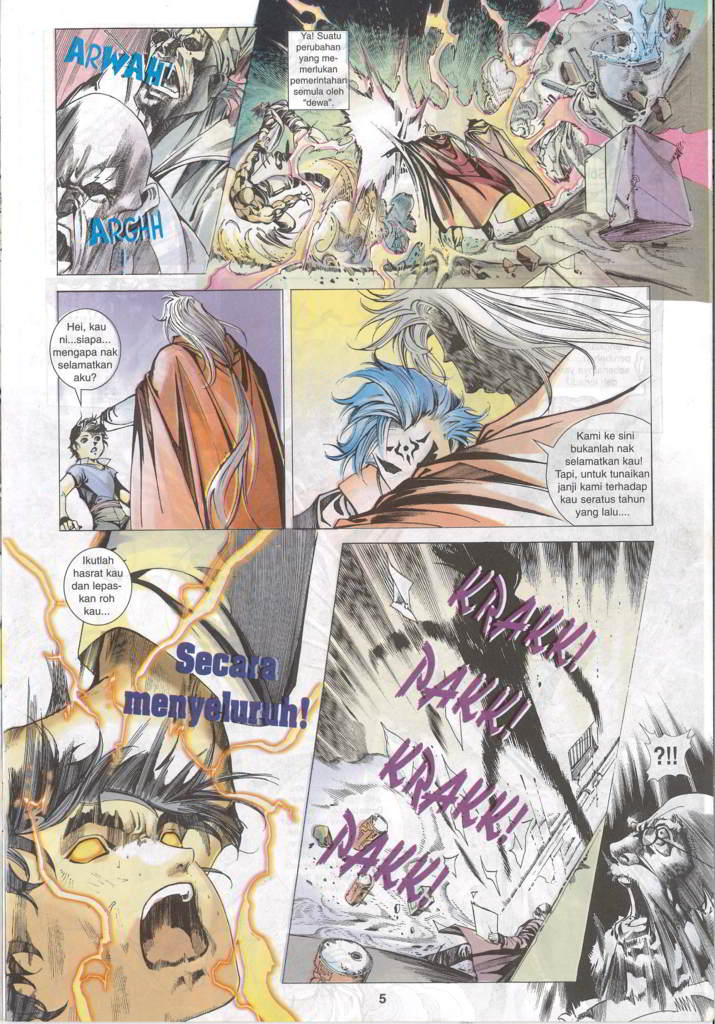 ARWAH!
ARGHH
Ya! Suatu
perubahan
yang me-
merlukan
pemerintahan
semula oleh
"dewa".
Hei, kau
ni...siapa...
mengapa nak
selamatkan
aku?
Kami ke sini
bukanlah nak
selamatkan kau!
Tapi, untuk tunaikan
janji kami terhadap
kau seratus tahun
yang lalu....
Ikutlah
hasrat kau
dan lepas-
kan roh
kau...
Secara
menyeluruh!
KRAKK!
PAKK!
KRAKK!
PAKK!
?!!
5